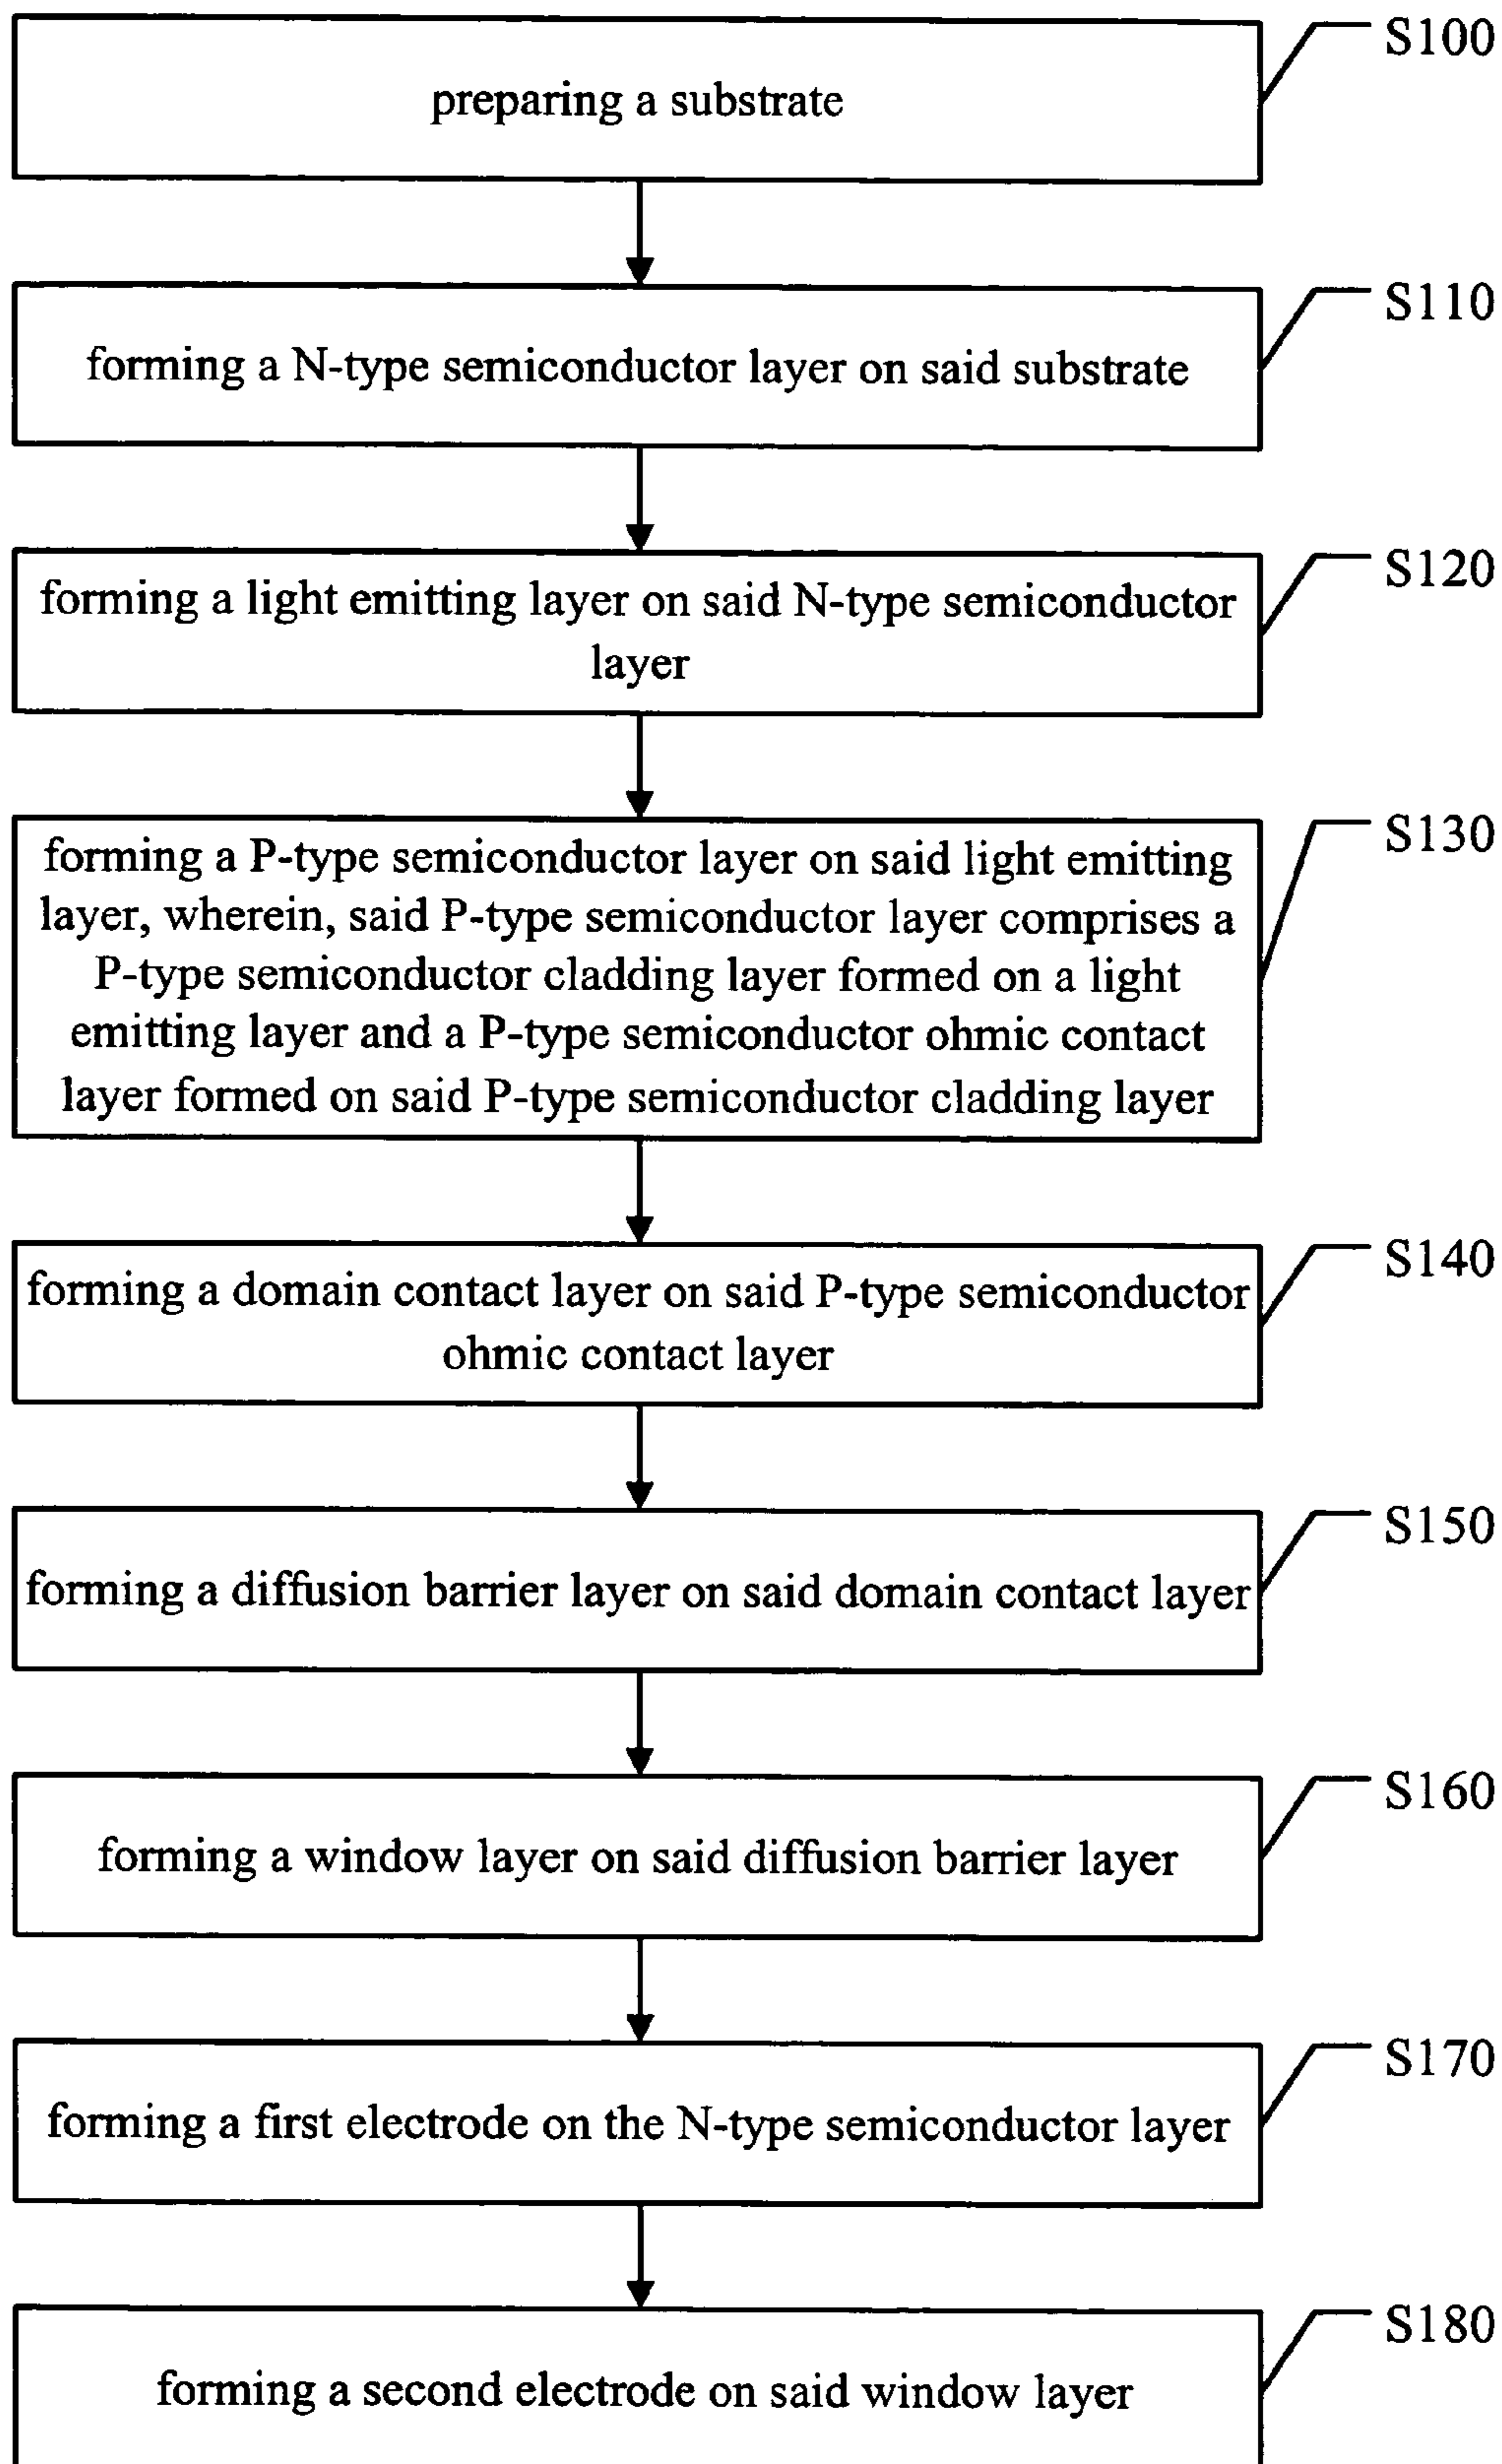 S100
preparing a substrate
S110
forming a N-type semiconductor layer on said substrate
S120
forming a light emitting layer on said N-type semiconductor
layer
S130
forming a P-type semiconductor layer on said light emitting
layer, wherein, said P-type semiconductor layer comprises a
P-type semiconductor cladding layer formed on a light
emitting layer and a P-type semiconductor ohmic contact
layer formed on said P-type semiconductor cladding layer
S140
forming a domain contact layer on said P-type semiconductor
ohmic contact layer
S150
forming a diffusion barrier layer on said domain contact layer
S160
forming a window layer on said diffusion barrier layer
S170
forming a first electrode on the N-type semiconductor layer
S180
forming a second electrode on said window layer